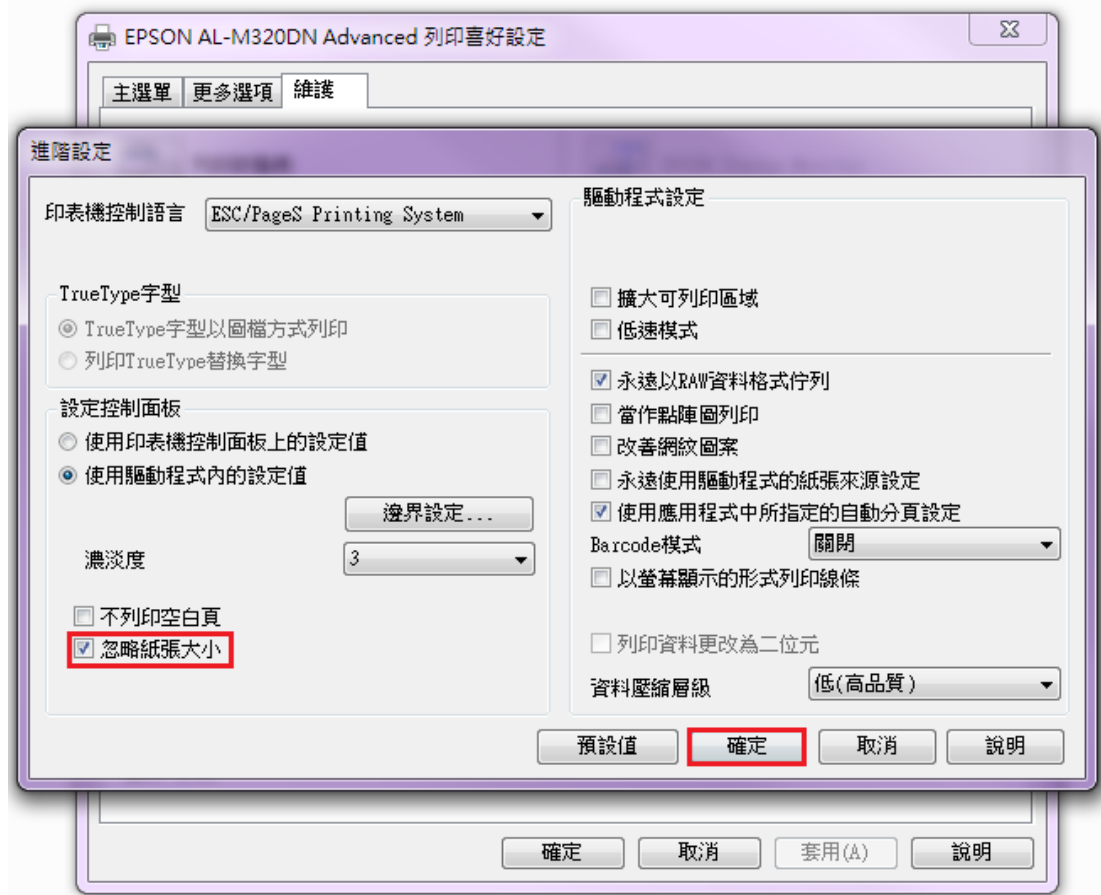 EPSON AL-M320DN Advanced 列印喜好設定
主選單 更多選項 維護
進階設定
印表機控制語言 ESC/PageS Printing System
TrueType字型
TrueType字型以圖檔方式列印
列印TrueType替換字型
設定控制面板
使用印表機控制面板上的設定值
使用驅動程式內的設定值
邊界設定...
濃淡度 3
不列印空白頁
忽略紙張大小
驅動程式設定
擴大可列印區域
低速模式
永遠以RAW資料格式佇列
當作點陣圖列印
改善網紋圖案
永遠使用驅動程式的紙張來源設定
使用應用程式中所指定的自動分頁設定
Barcode模式 關閉
以螢幕顯示的形式列印線條
列印資料更改為二位元
資料壓縮層級 低(高品質)
預設值 確定 取消 說明
確定 取消 套用(A) 說明